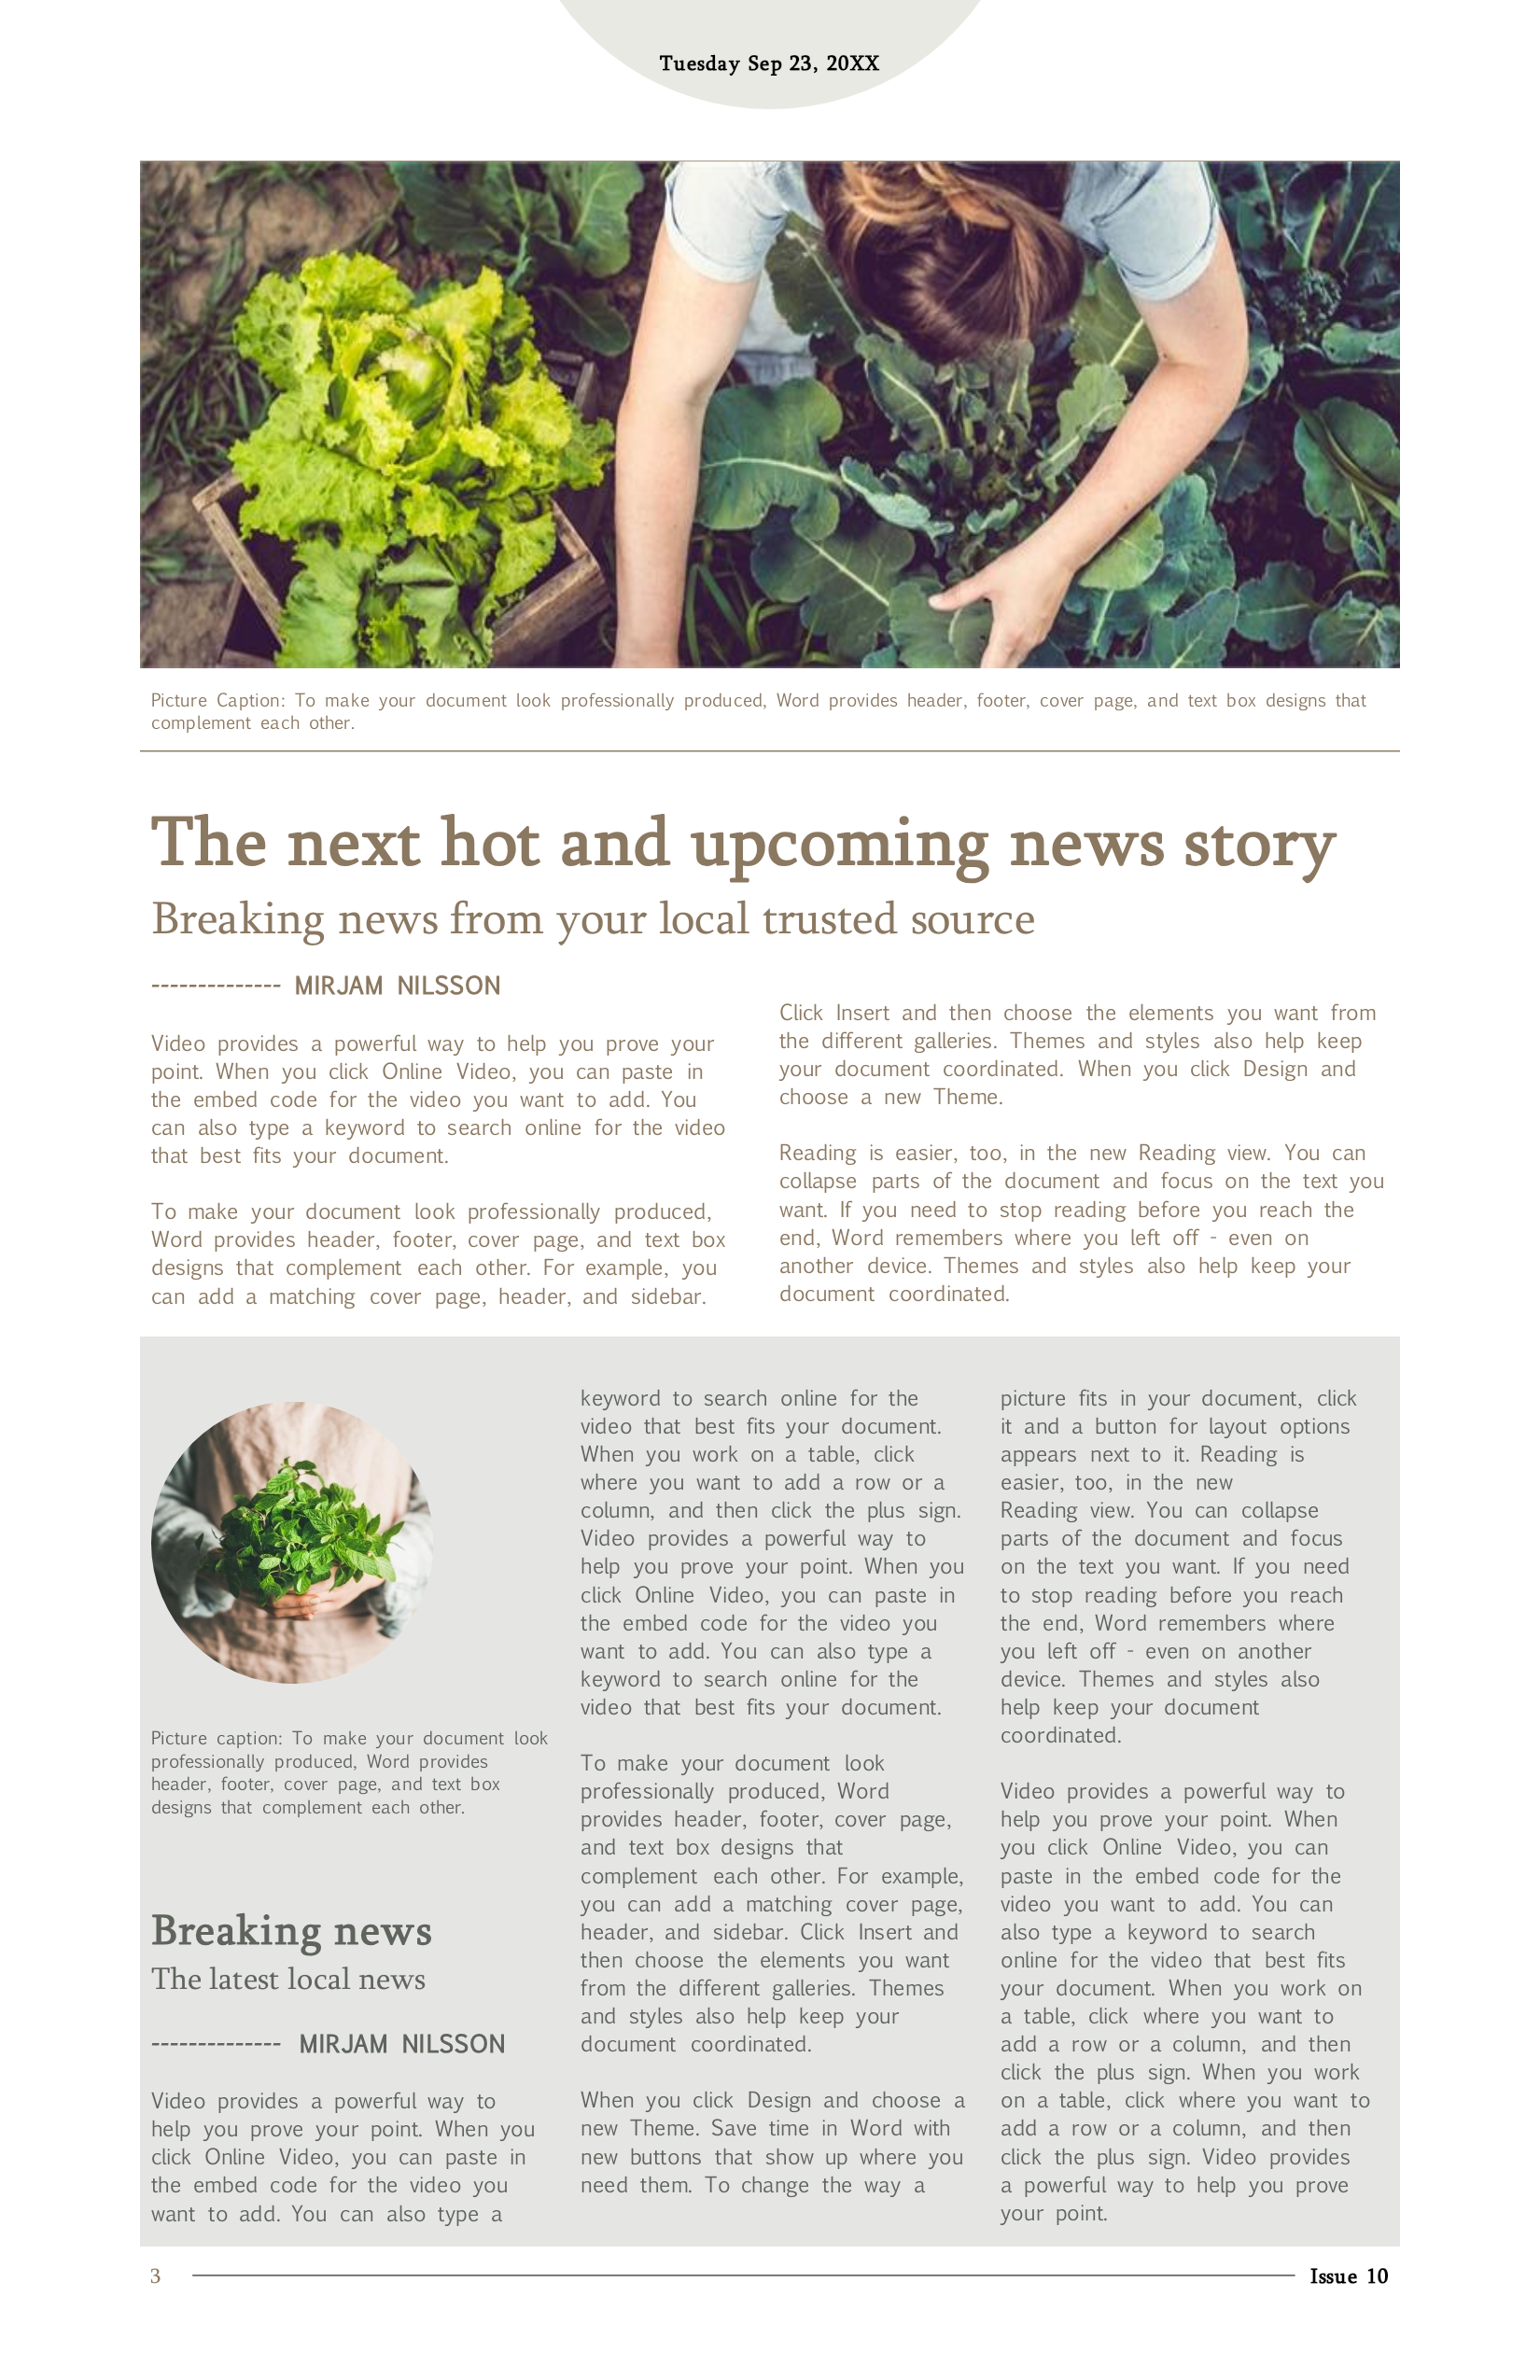 Tuesday Sep 23, 20XX
Picture Caption: To make your document look professionally produced, Word provides header, footer, cover page, and text box designs that
complement each other.
The next hot and upcoming news story
Breaking news from your local trusted source
-------------- MIRJAM NILSSON
Video provides a powerful way to help you prove your
point. When you click Online Video, you can paste in
the embed code for the video you want to add. You
can also type a keyword to search online for the video
that best fits your document.
To make your document look professionally produced,
Word provides header, footer, cover page, and text box
designs that complement each other. For example, you
can add a matching cover page, header, and sidebar.
Click Insert and then choose the elements you want from
the different galleries. Themes and styles also help keep
your document coordinated. When you click Design and
choose a new Theme.
Reading is easier, too, in the new Reading view. You can
collapse parts of the document and focus on the text you
want. If you need to stop reading before you reach the
end, Word remembers where you left off - even on
another device. Themes and styles also help keep your
document coordinated.
Picture caption: To make your document look
professionally produced, Word provides
header, footer, cover page, and text box
designs that complement each other.
Breaking news
The latest local news
-------------- MIRJAM NILSSON
Video provides a powerful way to
help you prove your point. When you
click Online Video, you can paste in
the embed code for the video you
want to add. You can also type a
keyword to search online for the
video that best fits your document.
When you work on a table, click
where you want to add a row or a
column, and then click the plus sign.
Video provides a powerful way to
help you prove your point. When you
click Online Video, you can paste in
the embed code for the video you
want to add. You can also type a
keyword to search online for the
video that best fits your document.
To make your document look
professionally produced, Word
provides header, footer, cover page,
and text box designs that
complement each other. For example,
you can add a matching cover page,
header, and sidebar. Click Insert and
then choose the elements you want
from the different galleries. Themes
and styles also help keep your
document coordinated.
When you click Design and choose a
new Theme. Save time in Word with
new buttons that show up where you
need them. To change the way a
picture fits in your document, click
it and a button for layout options
appears next to it. Reading is
easier, too, in the new
Reading view. You can collapse
parts of the document and focus
on the text you want. If you need
to stop reading before you reach
the end, Word remembers where
you left off - even on another
device. Themes and styles also
help keep your document
coordinated.
Video provides a powerful way to
help you prove your point. When
you click Online Video, you can
paste in the embed code for the
video you want to add. You can
also type a keyword to search
online for the video that best fits
your document. When you work on
a table, click where you want to
add a row or a column, and then
click the plus sign. When you work
on a table, click where you want to
add a row or a column, and then
click the plus sign. Video provides
a powerful way to help you prove
your point.
3
Issue 10